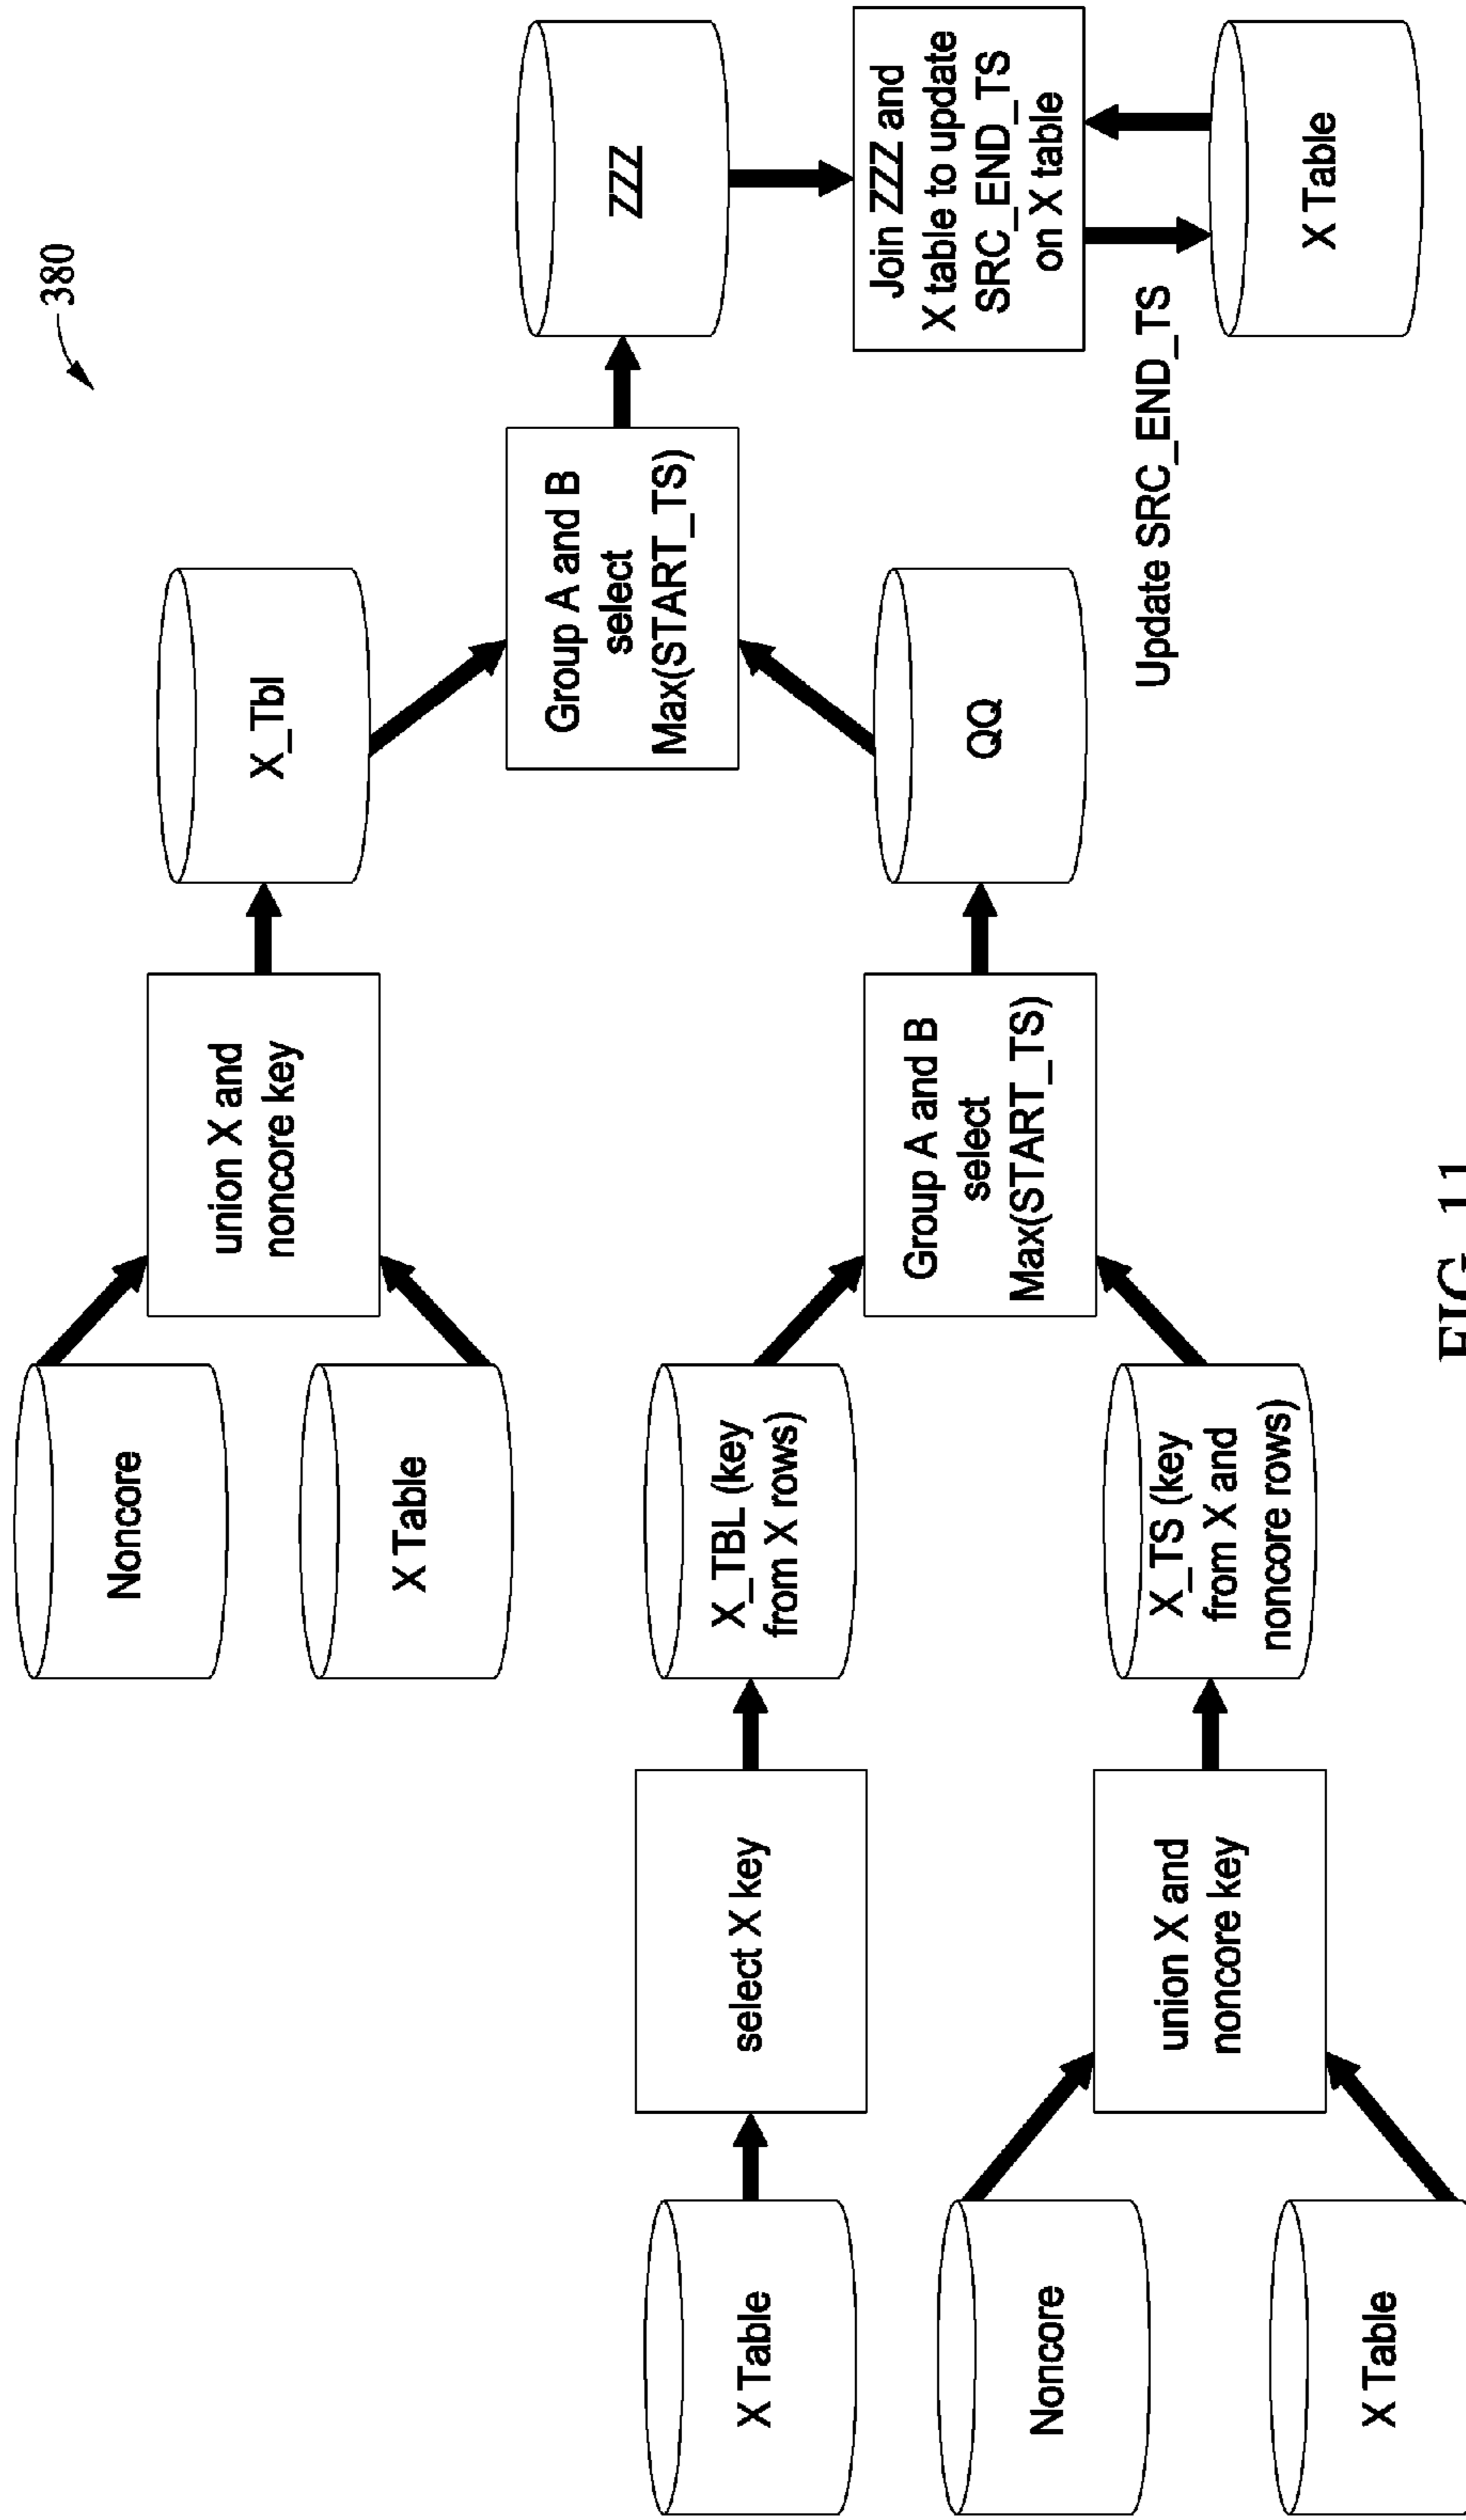 380
Noncore
X Table
union X and
noncore key
X_Tbl
X Table
select X key
X_TBL (key
from X rows)
Noncore
X Table
union X and
noncore key
X_TS (key
from X and
noncore rows)
Group A and B
select
Max(START_TS)
QQ
Group A and B
select
Max(START_TS)
ZZZ
Join ZZZ and
X table to update
SRC_END_TS
on X table
Update SRC_END_TS
X Table
FIG. 11